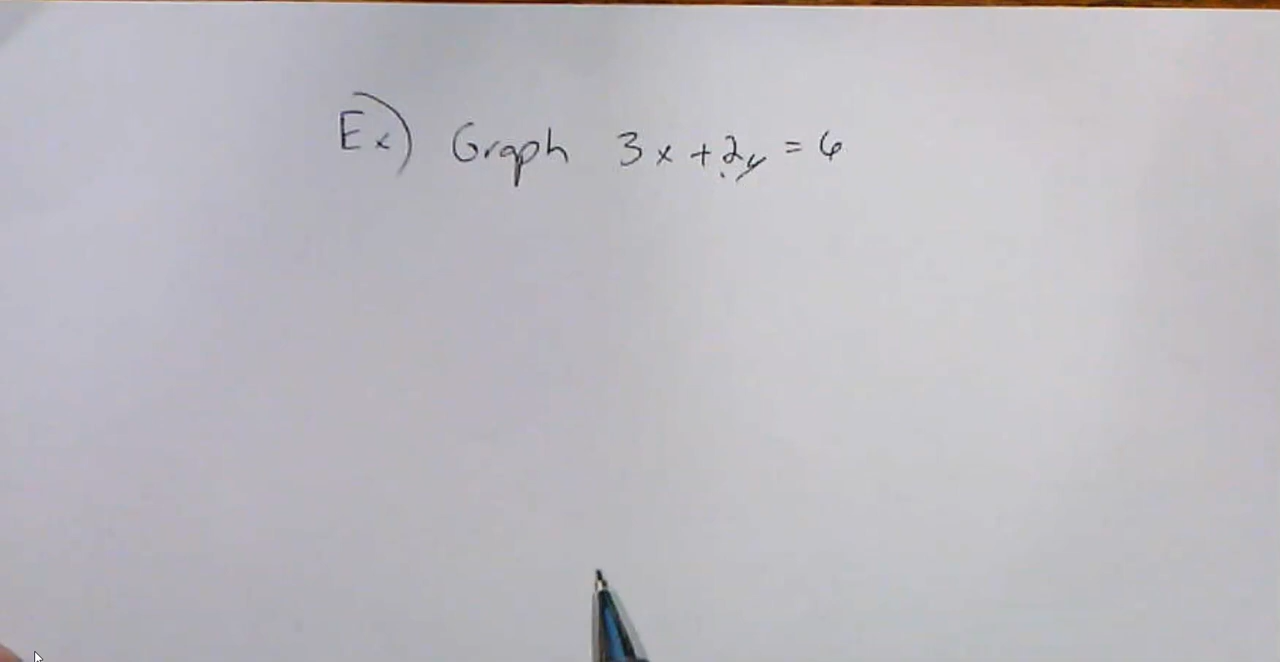 Ex) Graph 3x + 2y = 6